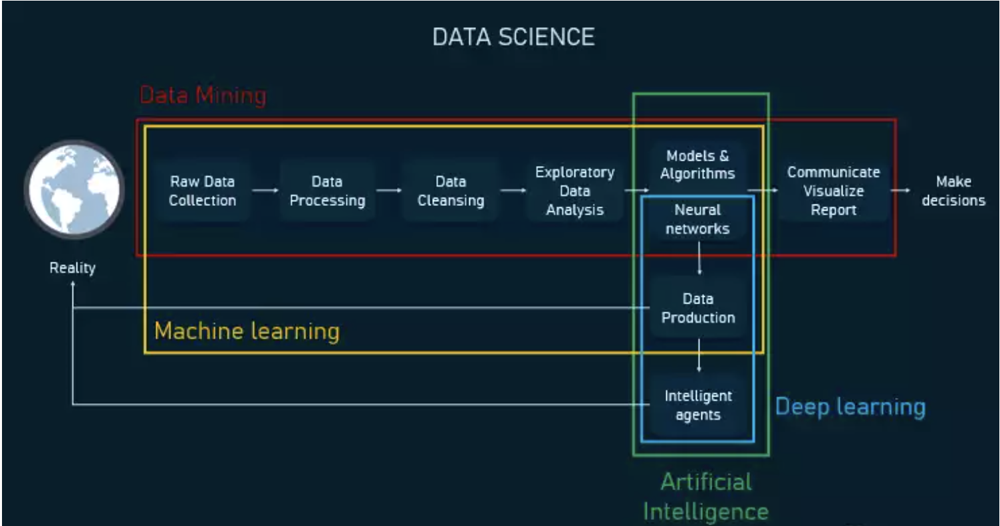 DATA SCIENCE
Data Mining
Raw Data
Collection
Data
Processing
Data
Cleansing
Exploratory
Data
Analysis
Models &
Algorithms
Neural
networks
Communicate
Visualize
Report
Make
decisions
Reality
Data
Production
Machine learning
Intelligent
agents
Deep learning
Artificial
Intelligence